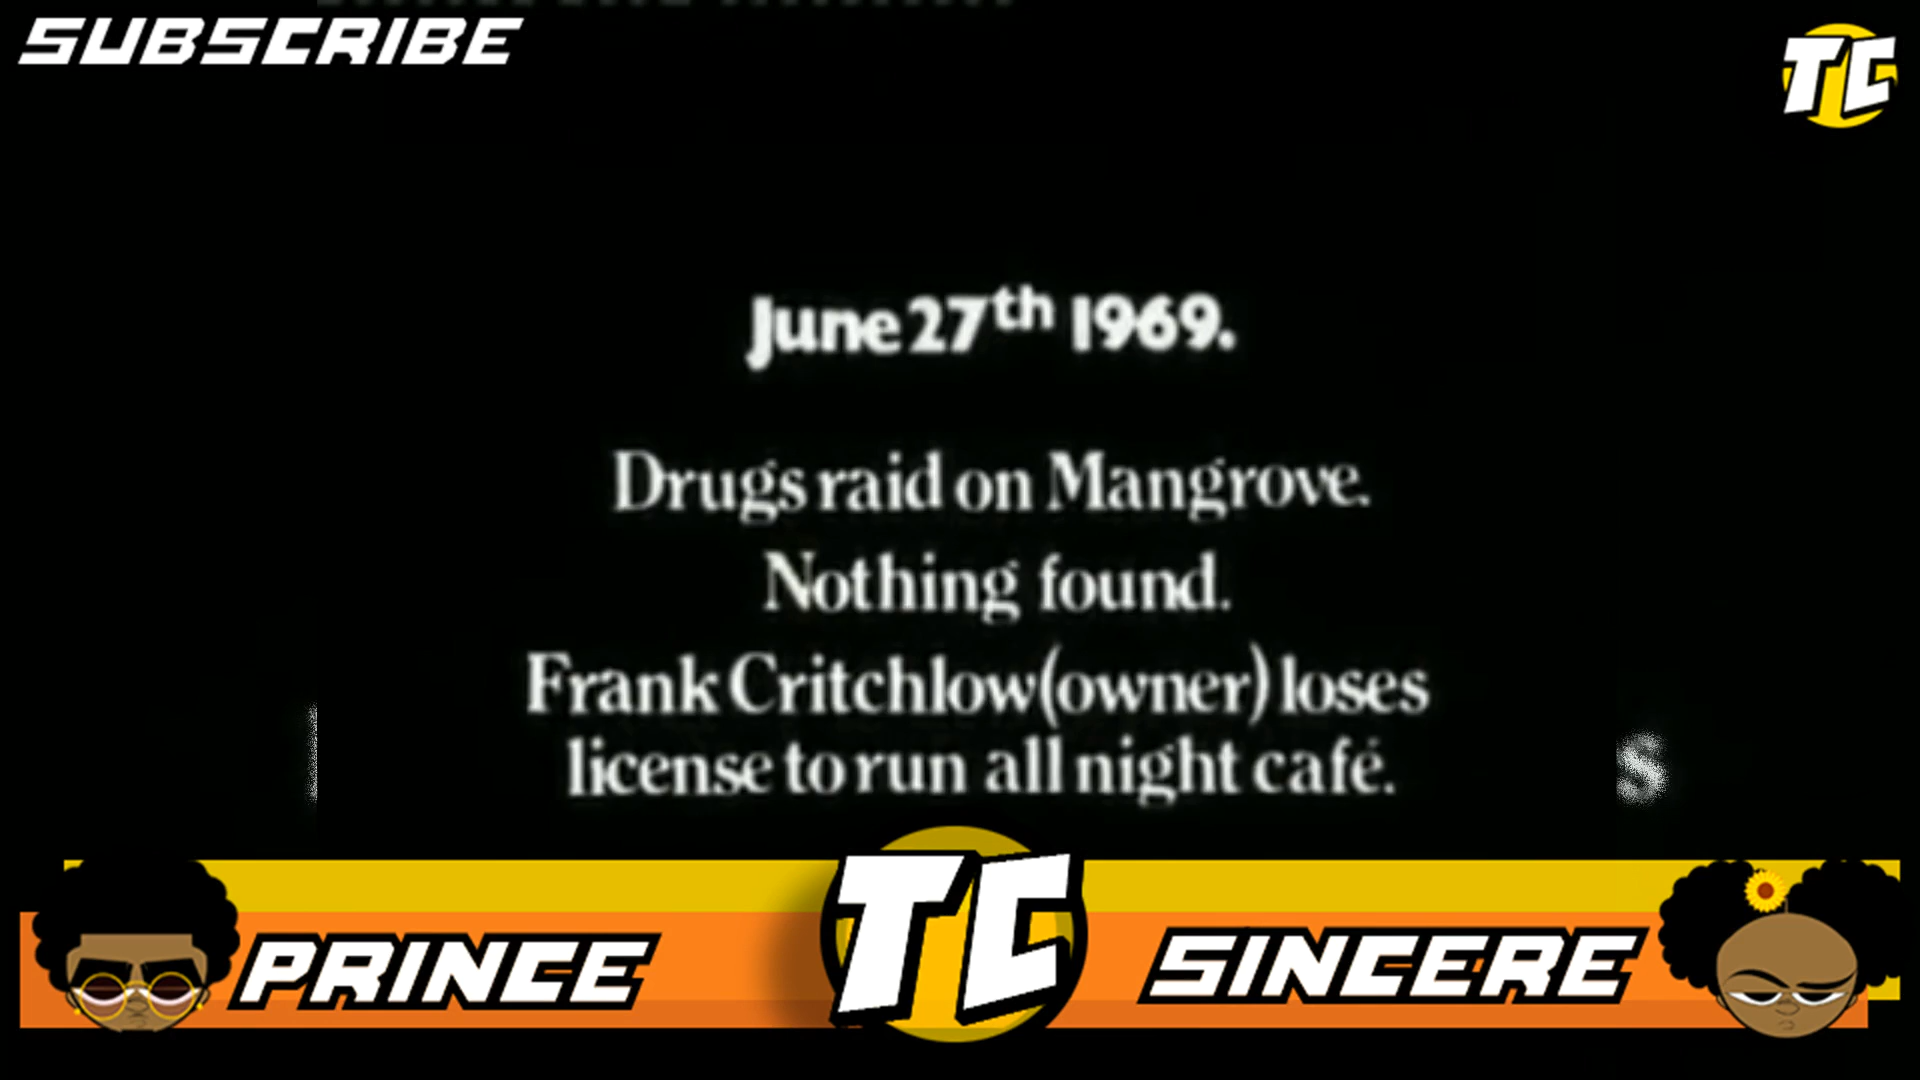 SUBSCRIBE
TC
June 27th 1969.
Drugs raid on Mangrove.
Nothing found.
Frank Critchlow (owner) loses
license to run all night café.
s
PRINCE
TC
SINCERE